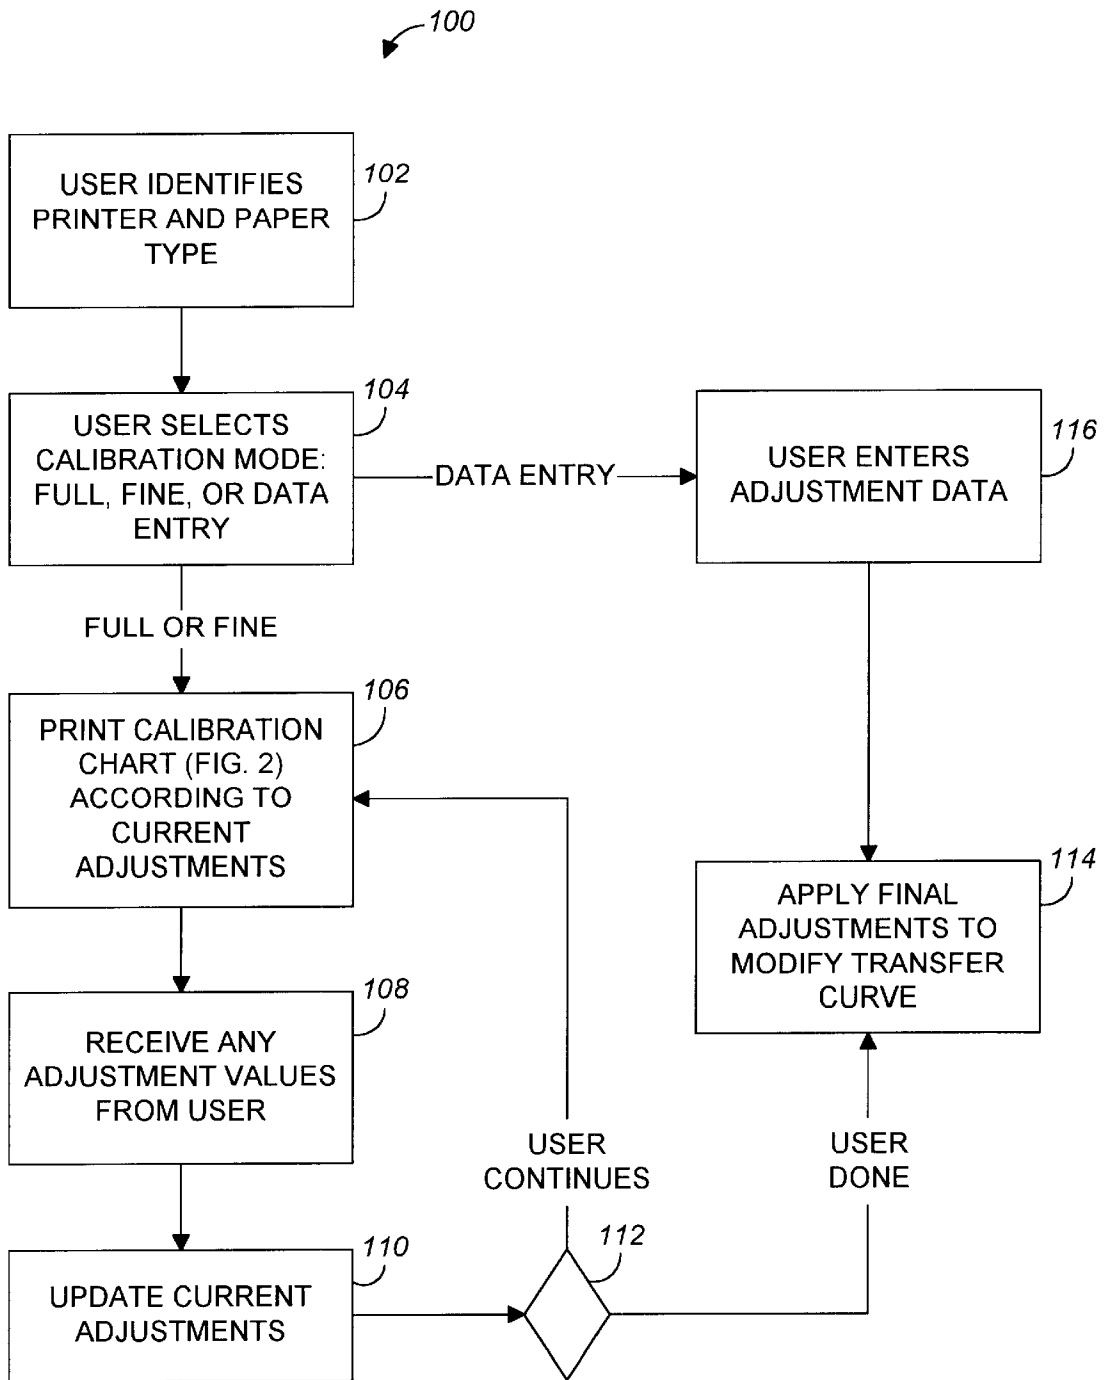 100
102
USER IDENTIFIES
PRINTER AND PAPER
TYPE
104
USER SELECTS
CALIBRATION MODE:
FULL, FINE, OR DATA
ENTRY
DATA ENTRY
116
USER ENTERS
ADJUSTMENT DATA
FULL OR FINE
106
PRINT CALIBRATION
CHART (FIG. 2)
ACCORDING TO
CURRENT
ADJUSTMENTS
114
APPLY FINAL
ADJUSTMENTS TO
MODIFY TRANSFER
CURVE
108
RECEIVE ANY
ADJUSTMENT VALUES
FROM USER
USER
CONTINUES
USER
DONE
110
UPDATE CURRENT
ADJUSTMENTS
112